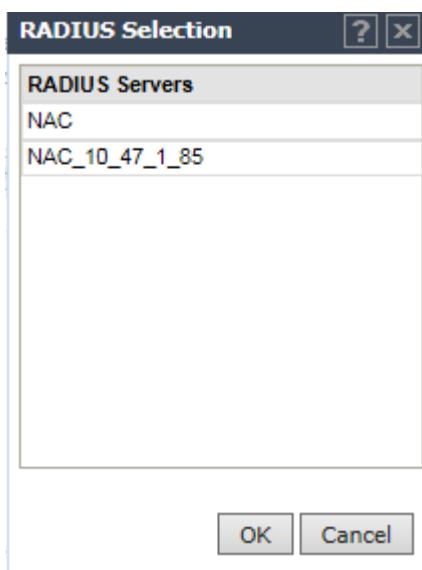 RADIUS Selection ? x
RADIUS Servers
NAC
NAC_10_47_1_85
OK Cancel